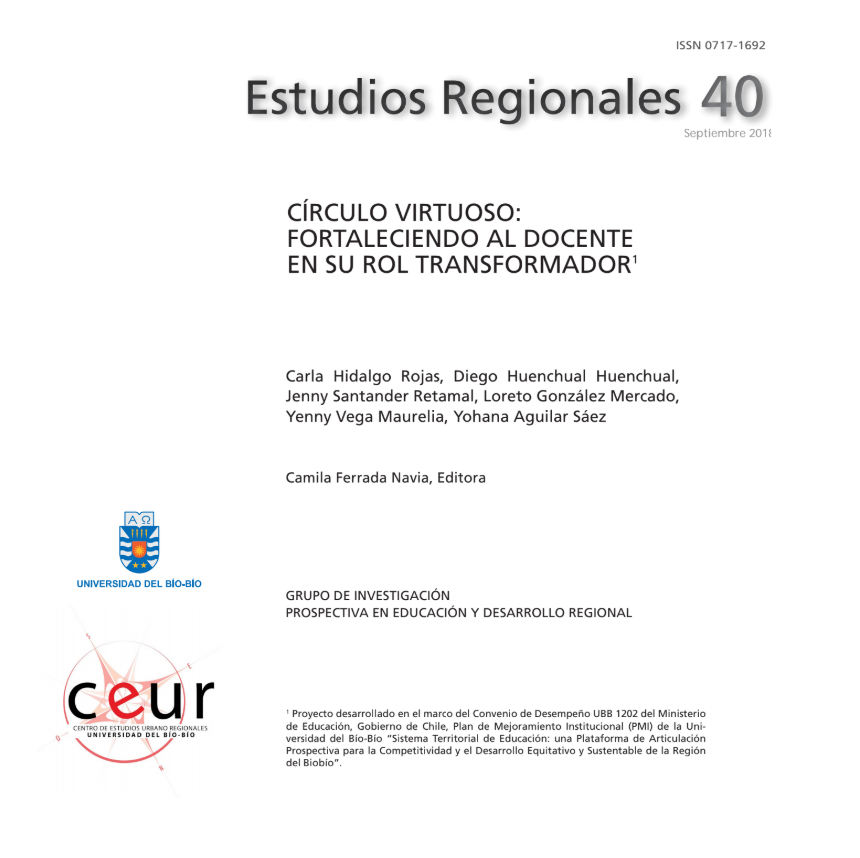 ISSN 0717-1692
Estudios Regionales 40
Septiembre 2018
CÍRCULO VIRTUOSO:
FORTALECIENDO AL DOCENTE
EN SU ROL TRANSFORMADOR¹
Carla Hidalgo Rojas, Diego Huenchual Huenchual,
Jenny Santander Retamal, Loreto González Mercado,
Yenny Vega Maurelia, Yohana Aguilar Sáez
Camila Ferrada Navia, Editora
ΑΩ
UNIVERSIDAD DEL BÍO-BÍO
GRUPO DE INVESTIGACIÓN
PROSPECTIVA EN EDUCACIÓN Y DESARROLLO REGIONAL
S
E
ceur
CENTRO DE ESTUDIOS URBANO REGIONALES
UNIVERSIDAD DEL BÍO-BÍO
O
N
¹ Proyecto desarrollado en el marco del Convenio de Desempeño UBB 1202 del Ministerio
de Educación, Gobierno de Chile, Plan de Mejoramiento Institucional (PMI) de la Uni-
versidad del Bío-Bío “Sistema Territorial de Educación: una Plataforma de Articulación
Prospectiva para la Competitividad y el Desarrollo Equitativo y Sustentable de la Región
del Biobío”.